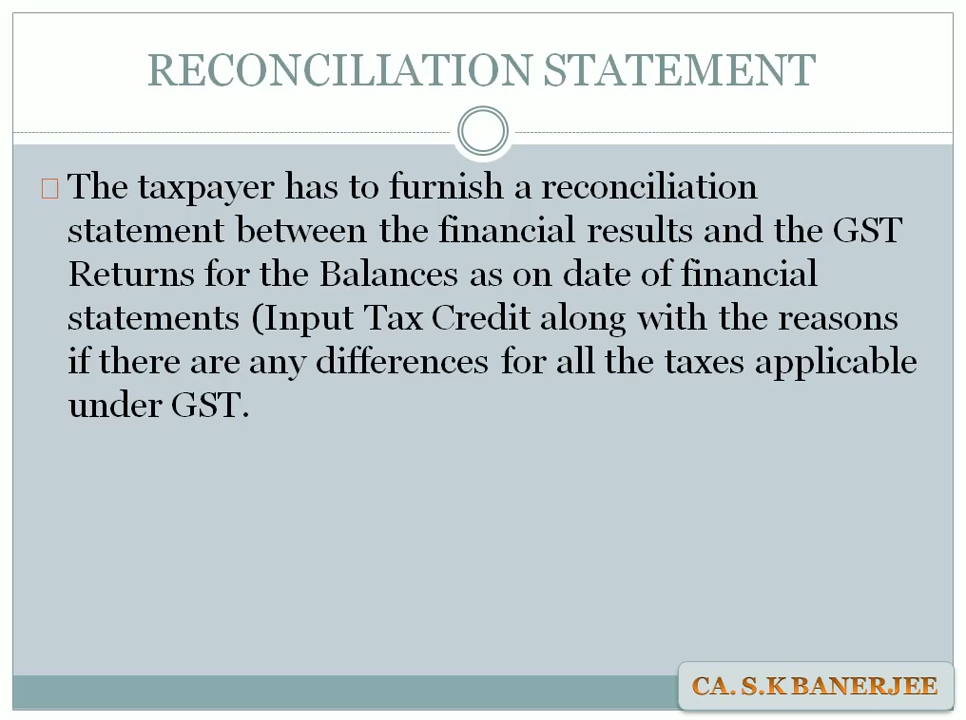 RECONCILIATION STATEMENT
The taxpayer has to furnish a reconciliation
statement between the financial results and the GST
Returns for the Balances as on date of financial
statements (Input Tax Credit along with the reasons
if there are any differences for all the taxes applicable
under GST.
CA. S.K BANERJEE